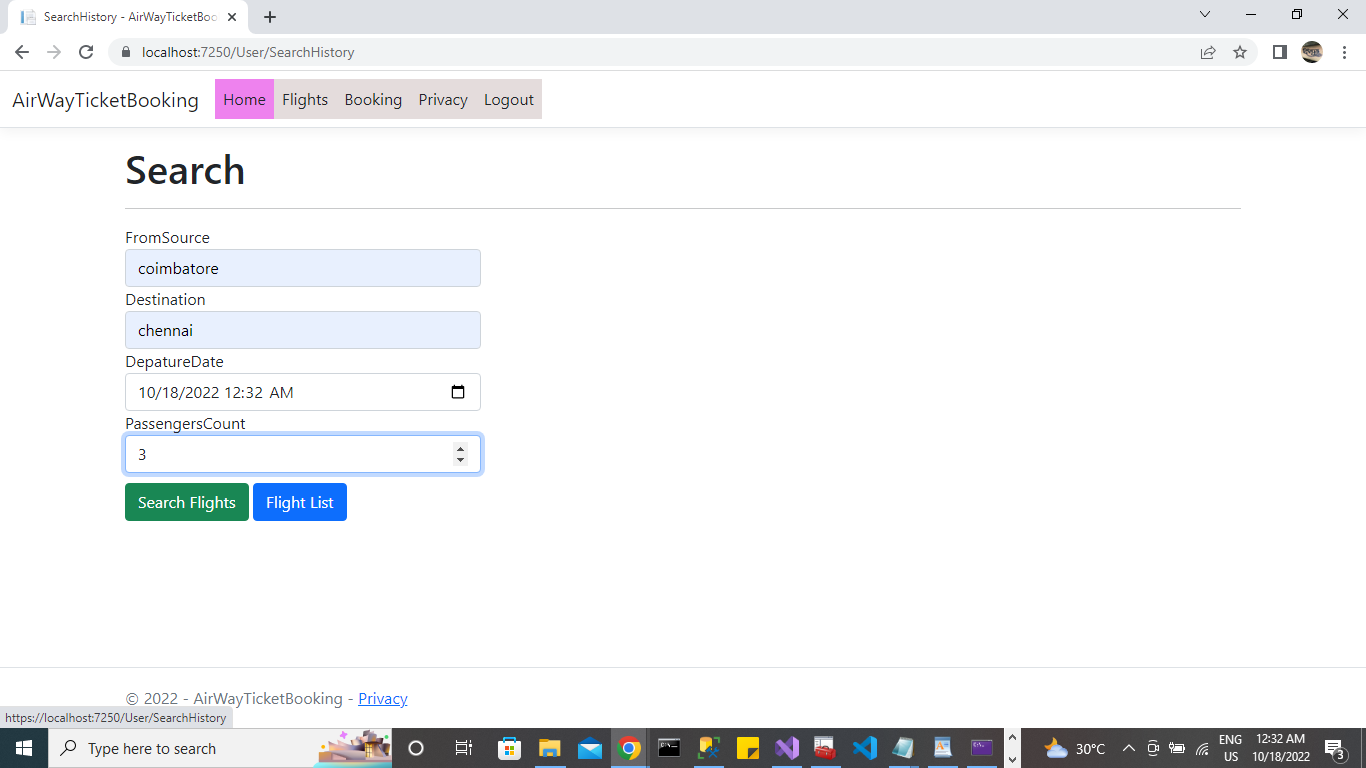 SearchHistory - AirWayTicketBoo
localhost:7250/User/SearchHistory
AirWayTicketBooking Home Flights Booking Privacy Logout
Search
FromSource
coimbatore
Destination
chennai
DepatureDate
10/18/2022 12:32 AM
PassengersCount
3
Search Flights Flight List
© 2022 - AirWayTicketBooking - Privacy
https://localhost:7250/User/SearchHistory
Type here to search
30°C
ENG
US
12:32 AM
10/18/2022
3